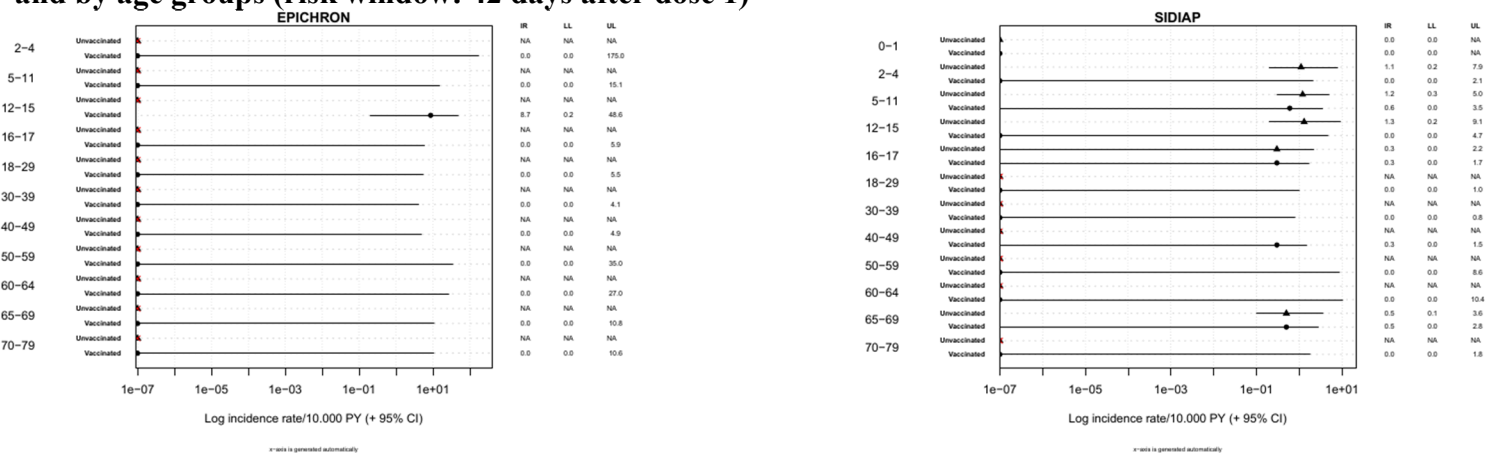 and by age groups (risk window: 42 days after dose 1)
EPICHRON
IR LL UL
Unvaccinated NA NA NA
2−4
Vaccinated 0.0 0.0 175.0
Unvaccinated NA NA NA
5−11
Vaccinated 0.0 0.0 15.1
Unvaccinated NA NA NA
12−15
Vaccinated 8.7 0.2 48.6
Unvaccinated NA NA NA
16−17
Vaccinated 0.0 0.0 5.9
Unvaccinated NA NA NA
18−29
Vaccinated 0.0 0.0 5.5
Unvaccinated NA NA NA
30−39
Vaccinated 0.0 0.0 4.1
Unvaccinated NA NA NA
40−49
Vaccinated 0.0 0.0 4.9
Unvaccinated NA NA NA
50−59
Vaccinated 0.0 0.0 35.0
Unvaccinated NA NA NA
60−64
Vaccinated 0.0 0.0 27.0
Unvaccinated NA NA NA
65−69
Vaccinated 0.0 0.0 10.8
Unvaccinated NA NA NA
70−79
Vaccinated 0.0 0.0 10.6
1e−07 1e−05 1e−03 1e−01 1e+01
Log incidence rate/10.000 PY (+ 95% CI)
x−axis is generated automatically
SIDIAP
IR LL UL
Unvaccinated 0.0 0.0 NA
0−1
Vaccinated 0.0 0.0 NA
Unvaccinated 1.1 0.2 7.9
2−4
Vaccinated 0.0 0.0 2.1
Unvaccinated 1.2 0.3 5.0
5−11
Vaccinated 0.6 0.0 3.5
Unvaccinated 1.3 0.2 9.1
12−15
Vaccinated 0.0 0.0 4.7
Unvaccinated 0.3 0.0 2.2
16−17
Vaccinated 0.3 0.0 1.7
Unvaccinated NA NA NA
18−29
Vaccinated 0.0 0.0 1.0
Unvaccinated NA NA NA
30−39
Vaccinated 0.0 0.0 0.8
Unvaccinated NA NA NA
40−49
Vaccinated 0.3 0.0 1.5
Unvaccinated NA NA NA
50−59
Vaccinated 0.0 0.0 8.6
Unvaccinated NA NA NA
60−64
Vaccinated 0.0 0.0 10.4
Unvaccinated 0.5 0.1 3.6
65−69
Vaccinated 0.5 0.0 2.8
Unvaccinated NA NA NA
70−79
Vaccinated 0.0 0.0 1.8
1e−07 1e−05 1e−03 1e−01 1e+01
Log incidence rate/10.000 PY (+ 95% CI)
x−axis is generated automatically